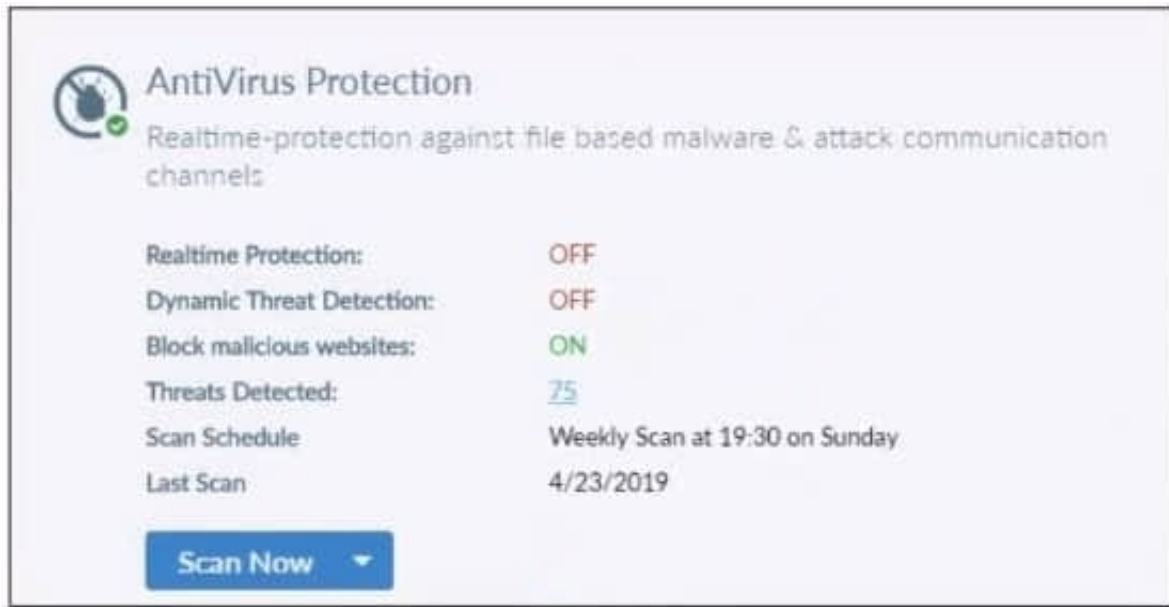 AntiVirus Protection
Realtime-protection against file based malware & attack communication
channels
Realtime Protection: OFF
Dynamic Threat Detection: OFF
Block malicious websites: ON
Threats Detected: 75
Scan Schedule Weekly Scan at 19:30 on Sunday
Last Scan 4/23/2019
Scan Now